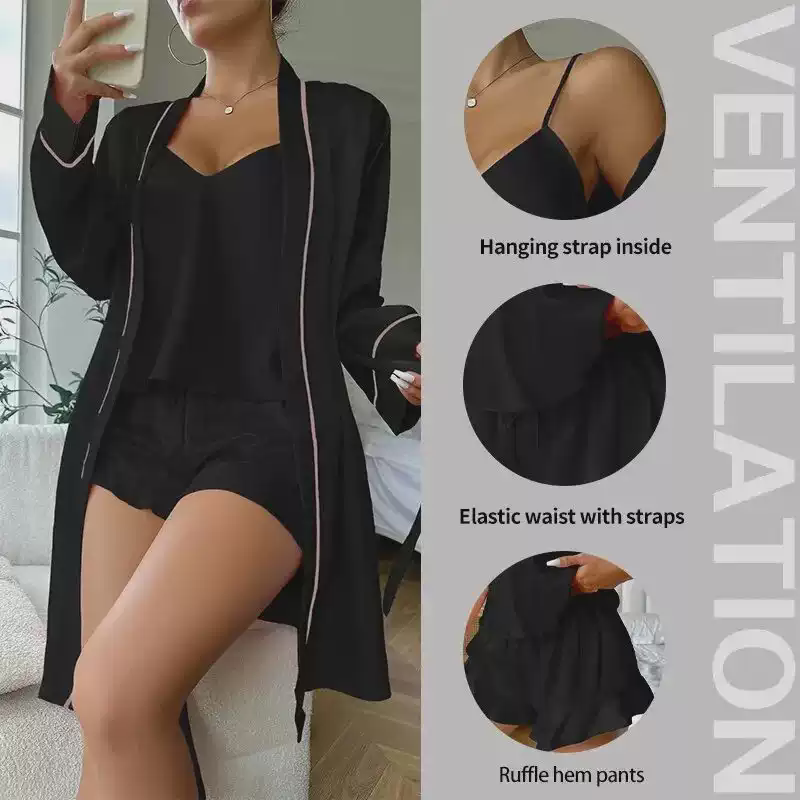 Hanging strap inside
Elastic waist with straps
Ruffle hem pants
VENTILATION